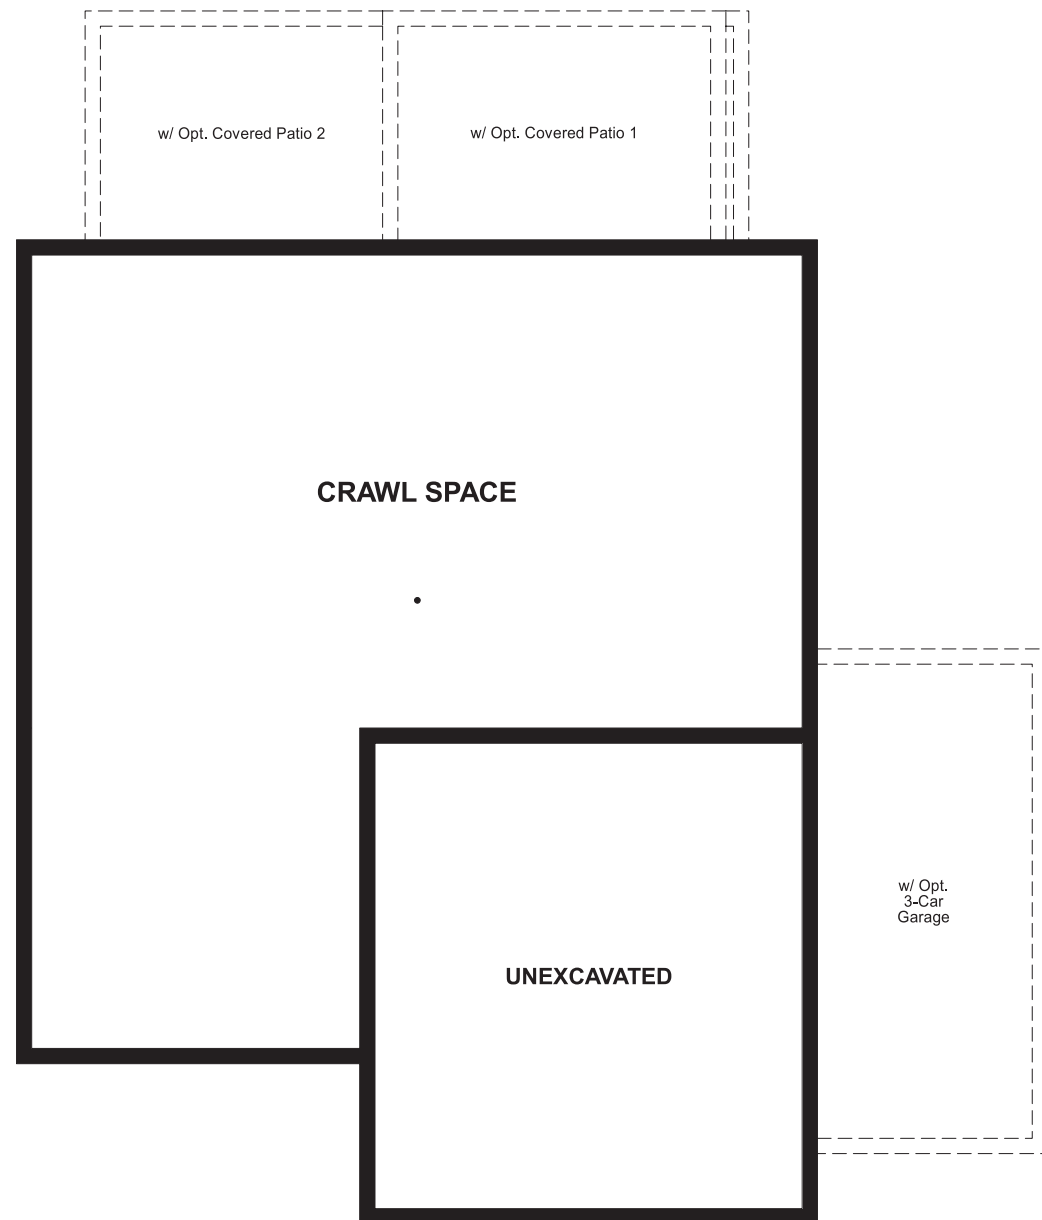 w/ Opt. Covered Patio 2
w/ Opt. Covered Patio 1
CRAWL SPACE
w/ Opt.
3-Car
Garage
UNEXCAVATED